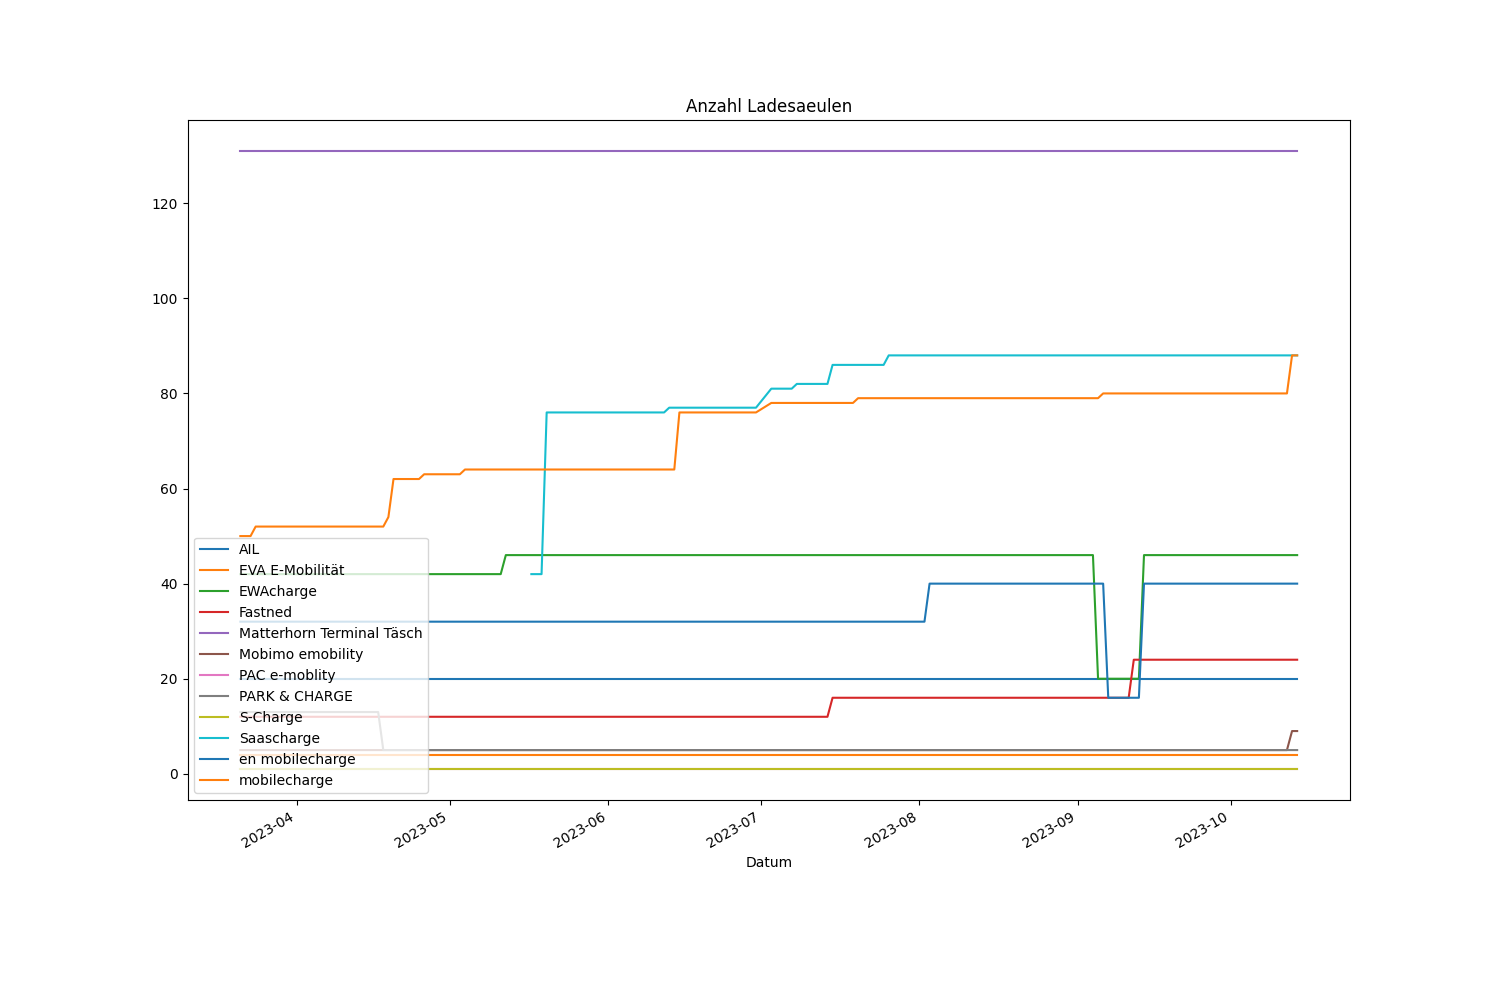 Anzahl Ladesaeulen
120
100
80
60
40
20
0
AIL
EVA E-Mobilität
EWAcharge
Fastned
Matterhorn Terminal Täsch
Mobimo emobility
PAC e-moblity
PARK & CHARGE
S-Charge
Saascharge
en mobilecharge
mobilecharge
2023-04
2023-05
2023-06
2023-07
2023-08
2023-09
2023-10
Datum